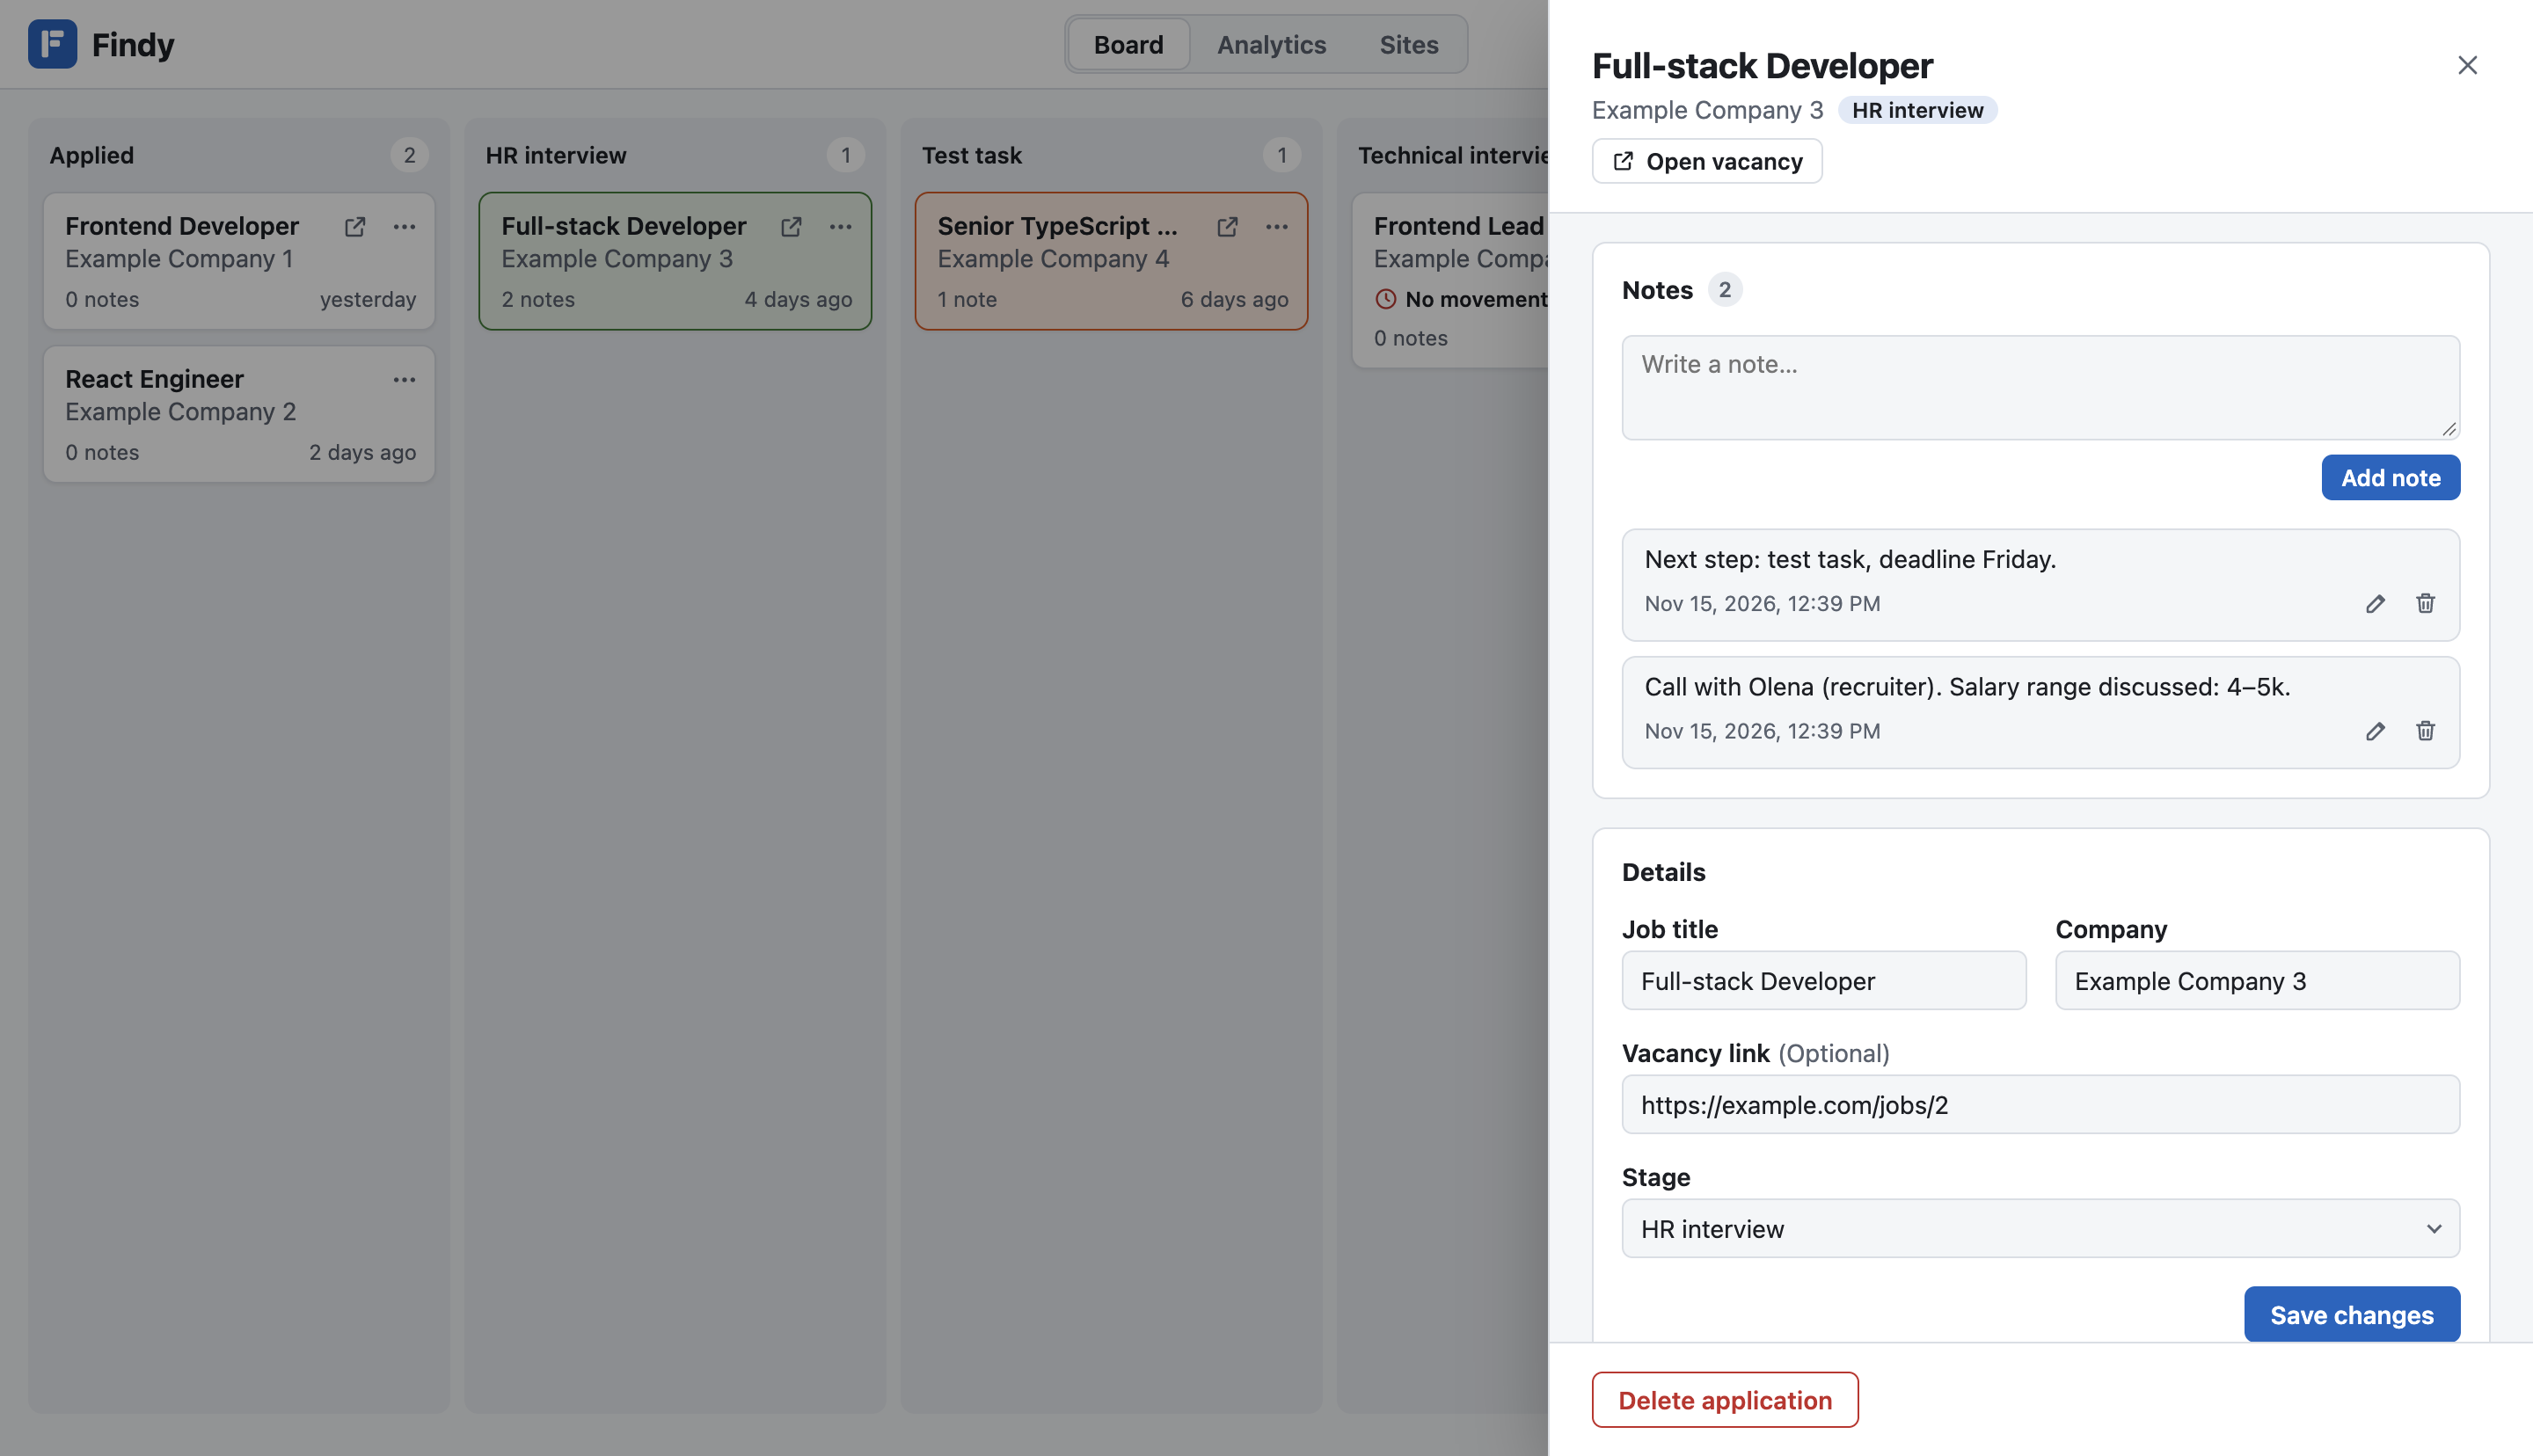 Findy
Board
Analytics
Sites
Applied
2
Frontend Developer
Example Company 1
0 notes
yesterday
React Engineer
Example Company 2
0 notes
2 days ago
HR interview
1
Full-stack Developer
Example Company 3
2 notes
4 days ago
Test task
1
Senior TypeScript ...
Example Company 4
1 note
6 days ago
Technical intervie
Frontend Lead
Example Compa
No movement
0 notes
Full-stack Developer
Example Company 3
HR interview
Open vacancy
Notes 2
Write a note...
Add note
Next step: test task, deadline Friday.
Nov 15, 2026, 12:39 PM
Call with Olena (recruiter). Salary range discussed: 4–5k.
Nov 15, 2026, 12:39 PM
Details
Job title
Full-stack Developer
Company
Example Company 3
Vacancy link (Optional)
https://example.com/jobs/2
Stage
HR interview
Save changes
Delete application